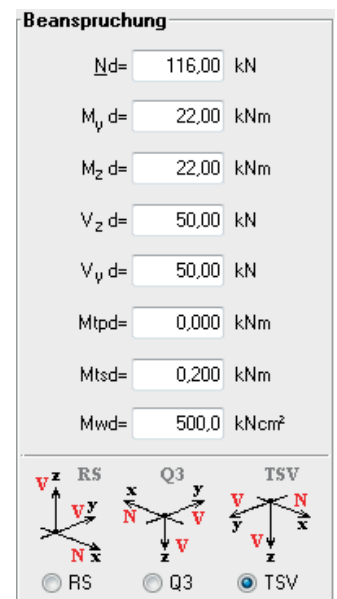 Beanspruchung
Nd= 116,00 kN
My d= 22,00 kNm
Mz d= 22,00 kNm
Vz d= 50,00 kN
Vy d= 50,00 kN
Mtpd= 0,000 kNm
Mtsd= 0,200 kNm
Mwd= 500,0 kNcm²
RS Q3 TSV
V z x y V N
V y N V y x
N x z V V z
RS Q3 TSV